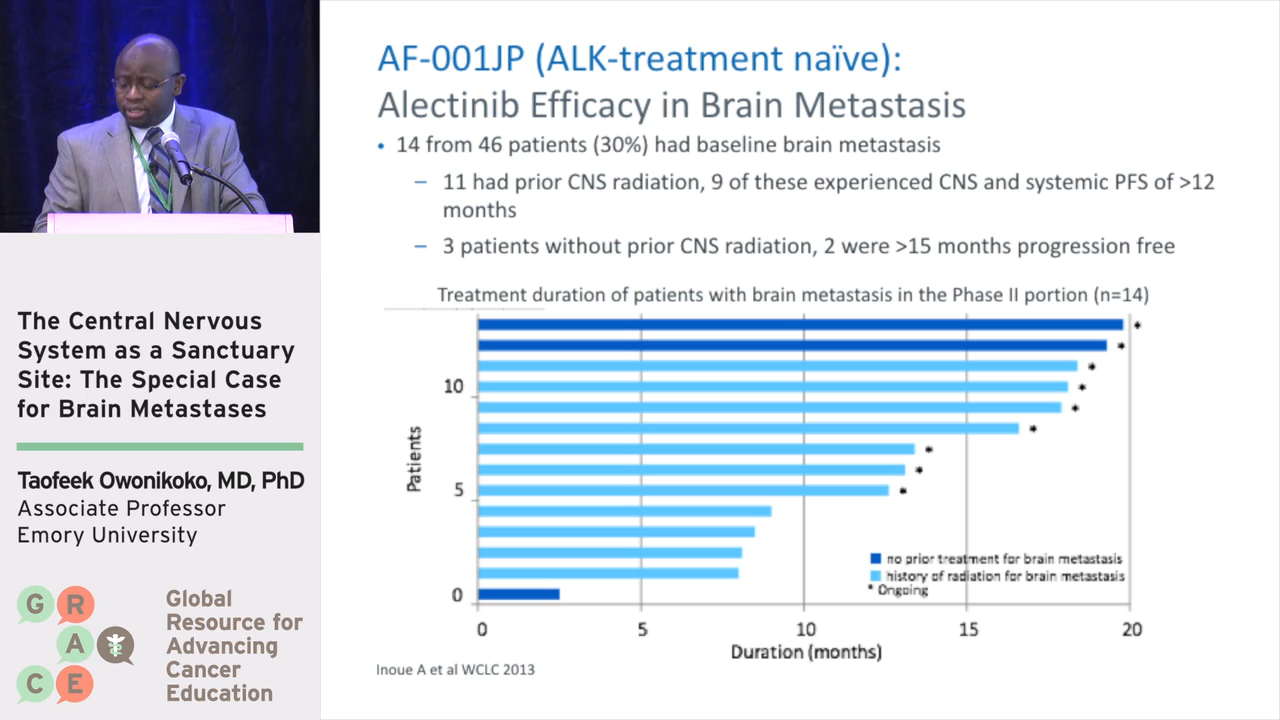 AF-001JP (ALK-treatment naïve):
Alectinib Efficacy in Brain Metastasis
• 14 from 46 patients (30%) had baseline brain metastasis
– 11 had prior CNS radiation, 9 of these experienced CNS and systemic PFS of >12
months
– 3 patients without prior CNS radiation, 2 were >15 months progression free
Treatment duration of patients with brain metastasis in the Phase II portion (n=14)
Patients
10
5
0
* * * * * * * * *
no prior treatment for brain metastasis
history of radiation for brain metastasis
* Ongoing
0 5 10 15 20
Duration (months)
Inoue A et al WCLC 2013
The Central Nervous
System as a Sanctuary
Site: The Special Case
for Brain Metastases
Taofeek Owonikoko, MD, PhD
Associate Professor
Emory University
G R
A
C E
Global
Resource for
Advancing
Cancer
Education